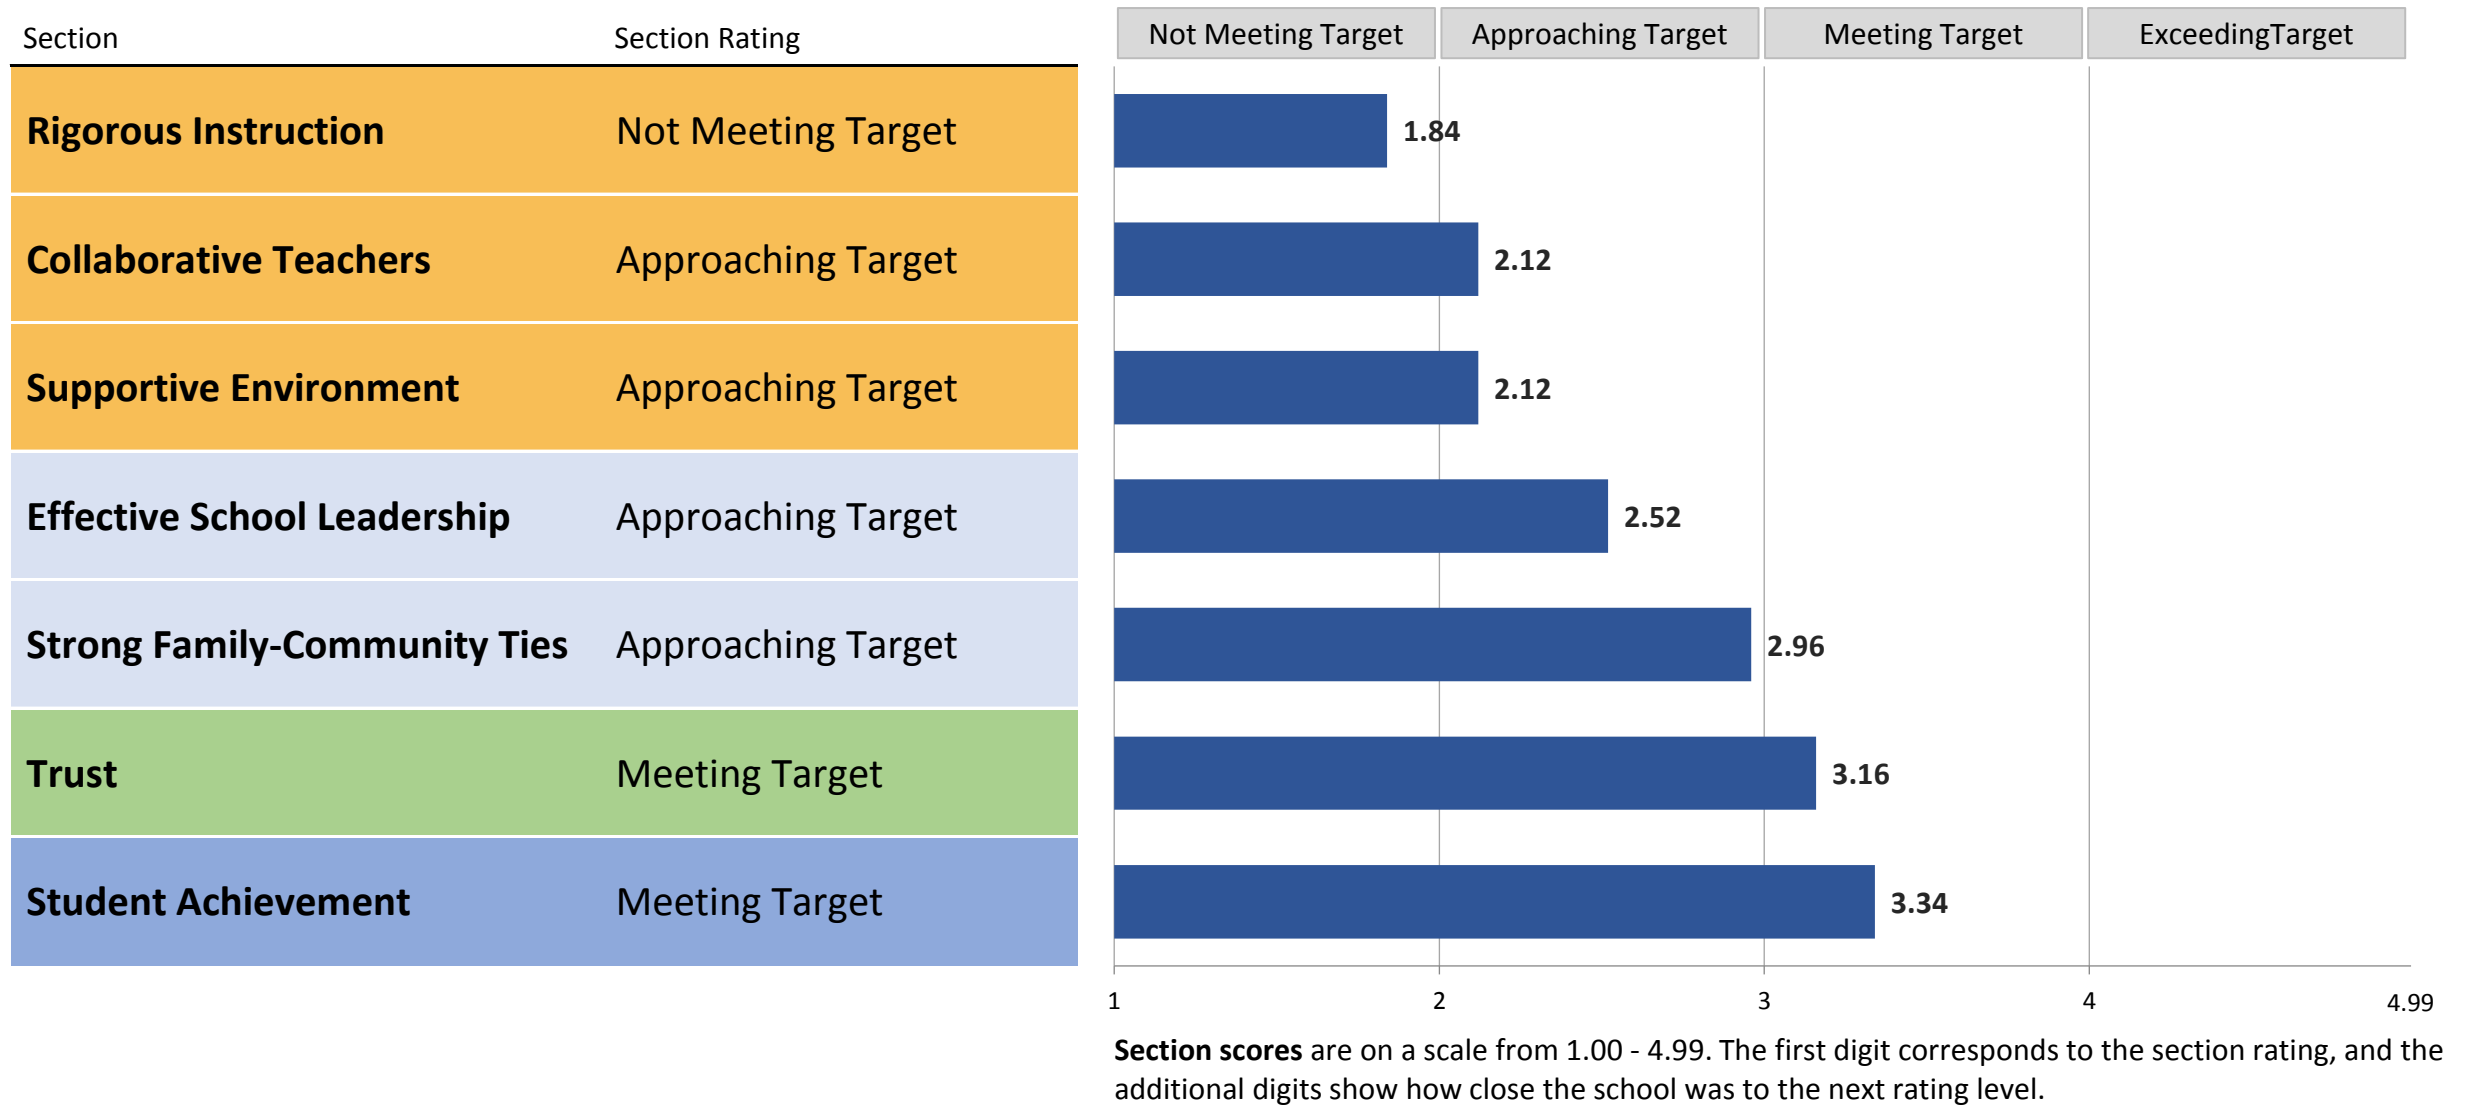 Section Section Rating Not Meeting Target Approaching Target Meeting Target ExceedingTarget
Rigorous Instruction Not Meeting Target 1.84
Collaborative Teachers Approaching Target 2.12
Supportive Environment Approaching Target 2.12
Effective School Leadership Approaching Target 2.52
Strong Family-Community Ties Approaching Target 2.96
Trust Meeting Target 3.16
Student Achievement Meeting Target 3.34
1 2 3 4 4.99
Section scores are on a scale from 1.00 - 4.99. The first digit corresponds to the section rating, and the
additional digits show how close the school was to the next rating level.